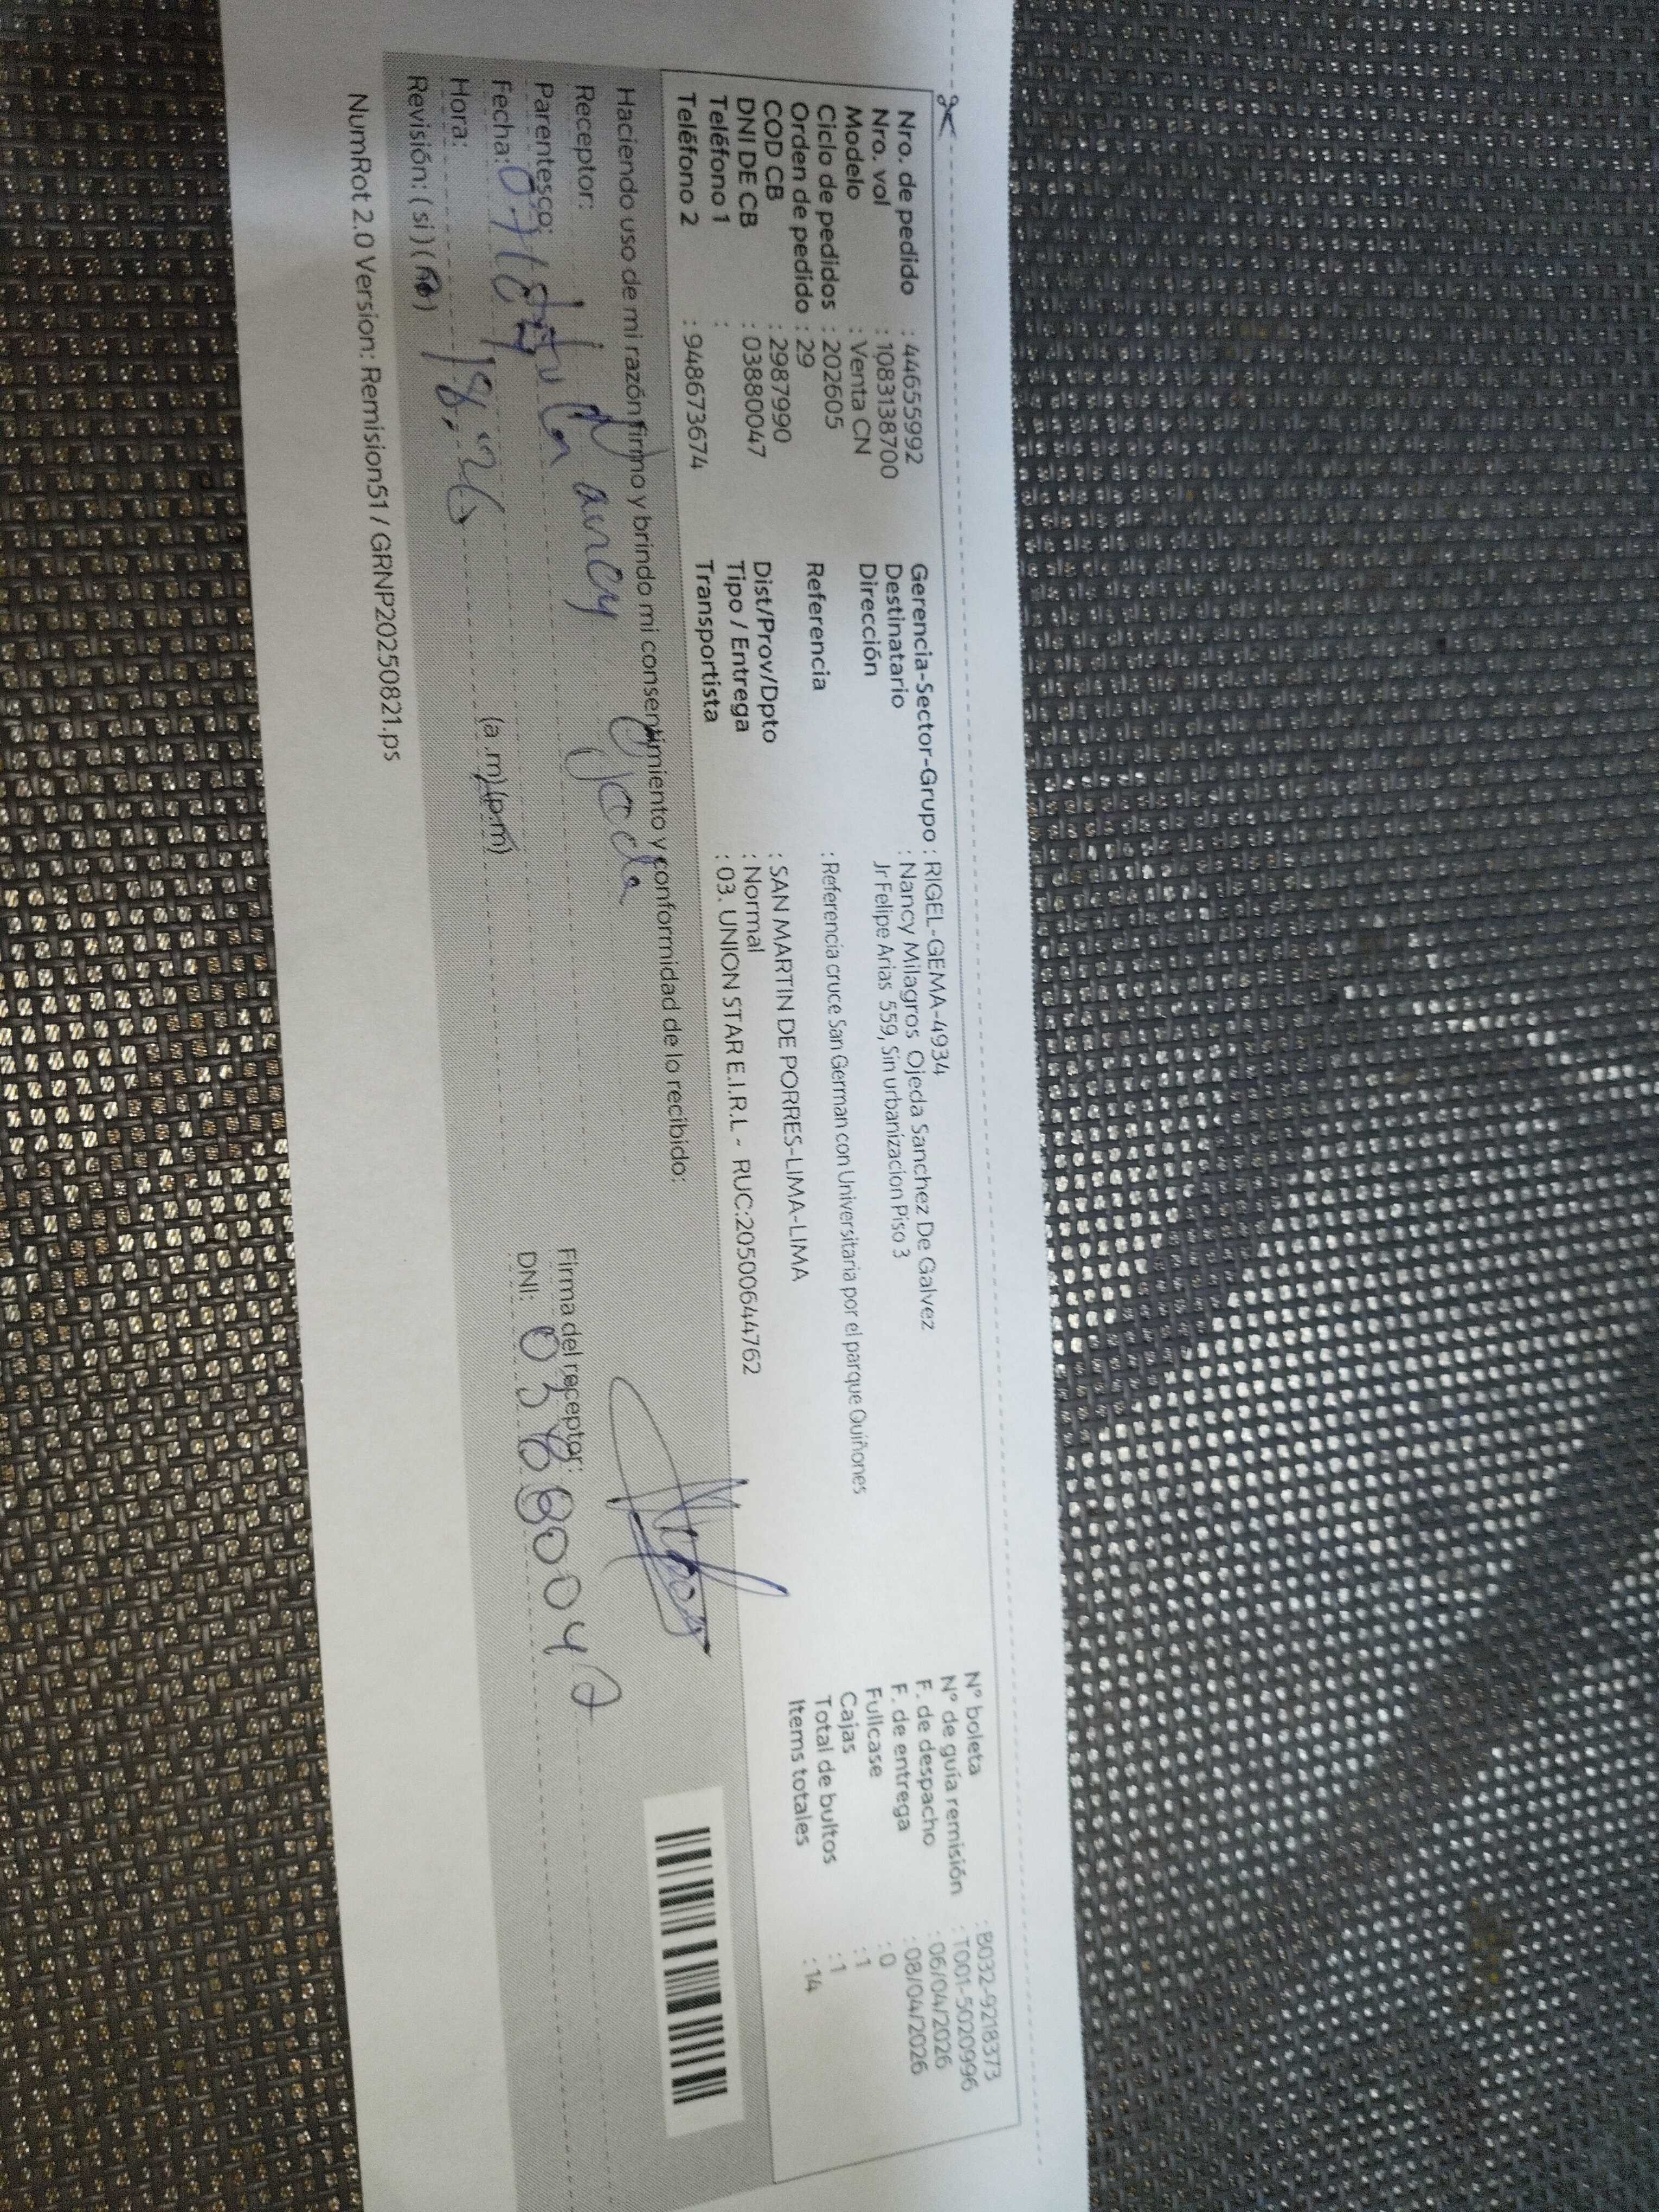 Nro. de pedido : 44655992
Nro. vol : 1083138700
Modelo : Venta CN
Ciclo de pedidos : 202605
Orden de pedido : 29
COD CB : 2987990
DNI DE CB : 03880047
Teléfono 1 :
Teléfono 2 : 948673674
Gerencia-Sector-Grupo : RIGEL-GEMA-4934
Destinatario : Nancy Milagros Ojeda Sanchez De Galvez
Dirección Jr Felipe Arias 559, Sin urbanizacion Piso 3
Referencia : Referencia cruce San German con Universitaria por el parque Quiñones
Dist/Prov/Dpto : SAN MARTIN DE PORRES-LIMA-LIMA
Tipo / Entrega : Normal
Transportista : 03. UNION STAR E.I.R.L - RUC:20500644762
N° boleta : B032-9218373
N° de guía remisión : T001-5020996
F. de despacho : 06/04/2026
F. de entrega : 08/04/2026
Fullcase : 0
Cajas : 1
Total de bultos : 1
Items totales : 14
Haciendo uso de mi razón firmo y brindo mi consentimiento y conformidad de lo recibido:
Receptor: Nancy Ojeda
Parentesco: titular
Fecha: 07/04
Hora: 18:26 (a.m)(p.m)
Revisión: (si) (no)
Firma del receptor:
DNI: 03880047
NumRot 2.0 Version: Remision51 / GRNP20250821.ps